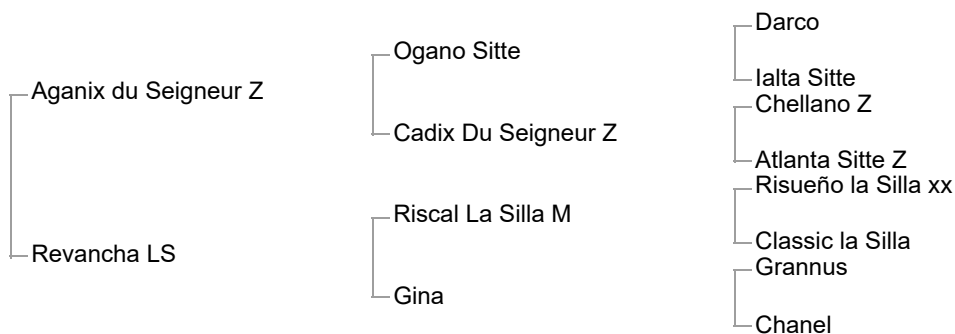 Darco
Ogano Sitte
Ialta Sitte
Aganix du Seigneur Z
Chellano Z
Cadix Du Seigneur Z
Atlanta Sitte Z
Risueño la Silla xx
Riscal La Silla M
Classic la Silla
Revancha LS
Grannus
Gina
Chanel